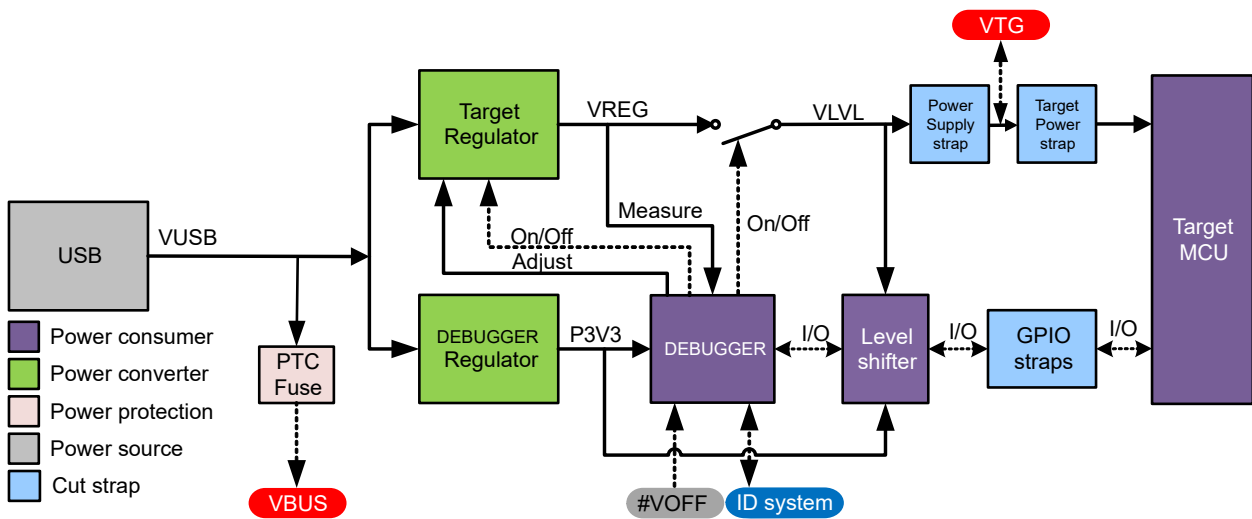 VTG
Target
Regulator
VREG
VLVL
Power
Supply
strap
Target
Power
strap
Target
MCU
USB
VUSB
Measure
On/Off
Adjust
On/Off
DEBUGGER
Regulator
P3V3
DEBUGGER
I/O
Level
shifter
I/O
GPIO
straps
I/O
PTC
Fuse
VBUS
#VOFF
ID system
Power consumer
Power converter
Power protection
Power source
Cut strap